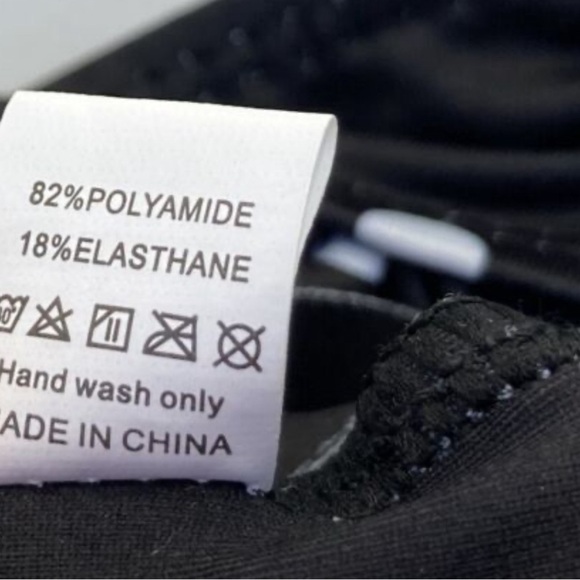 82%POLYAMIDE
18%ELASTHANE
Hand wash only
ADE IN CHINA